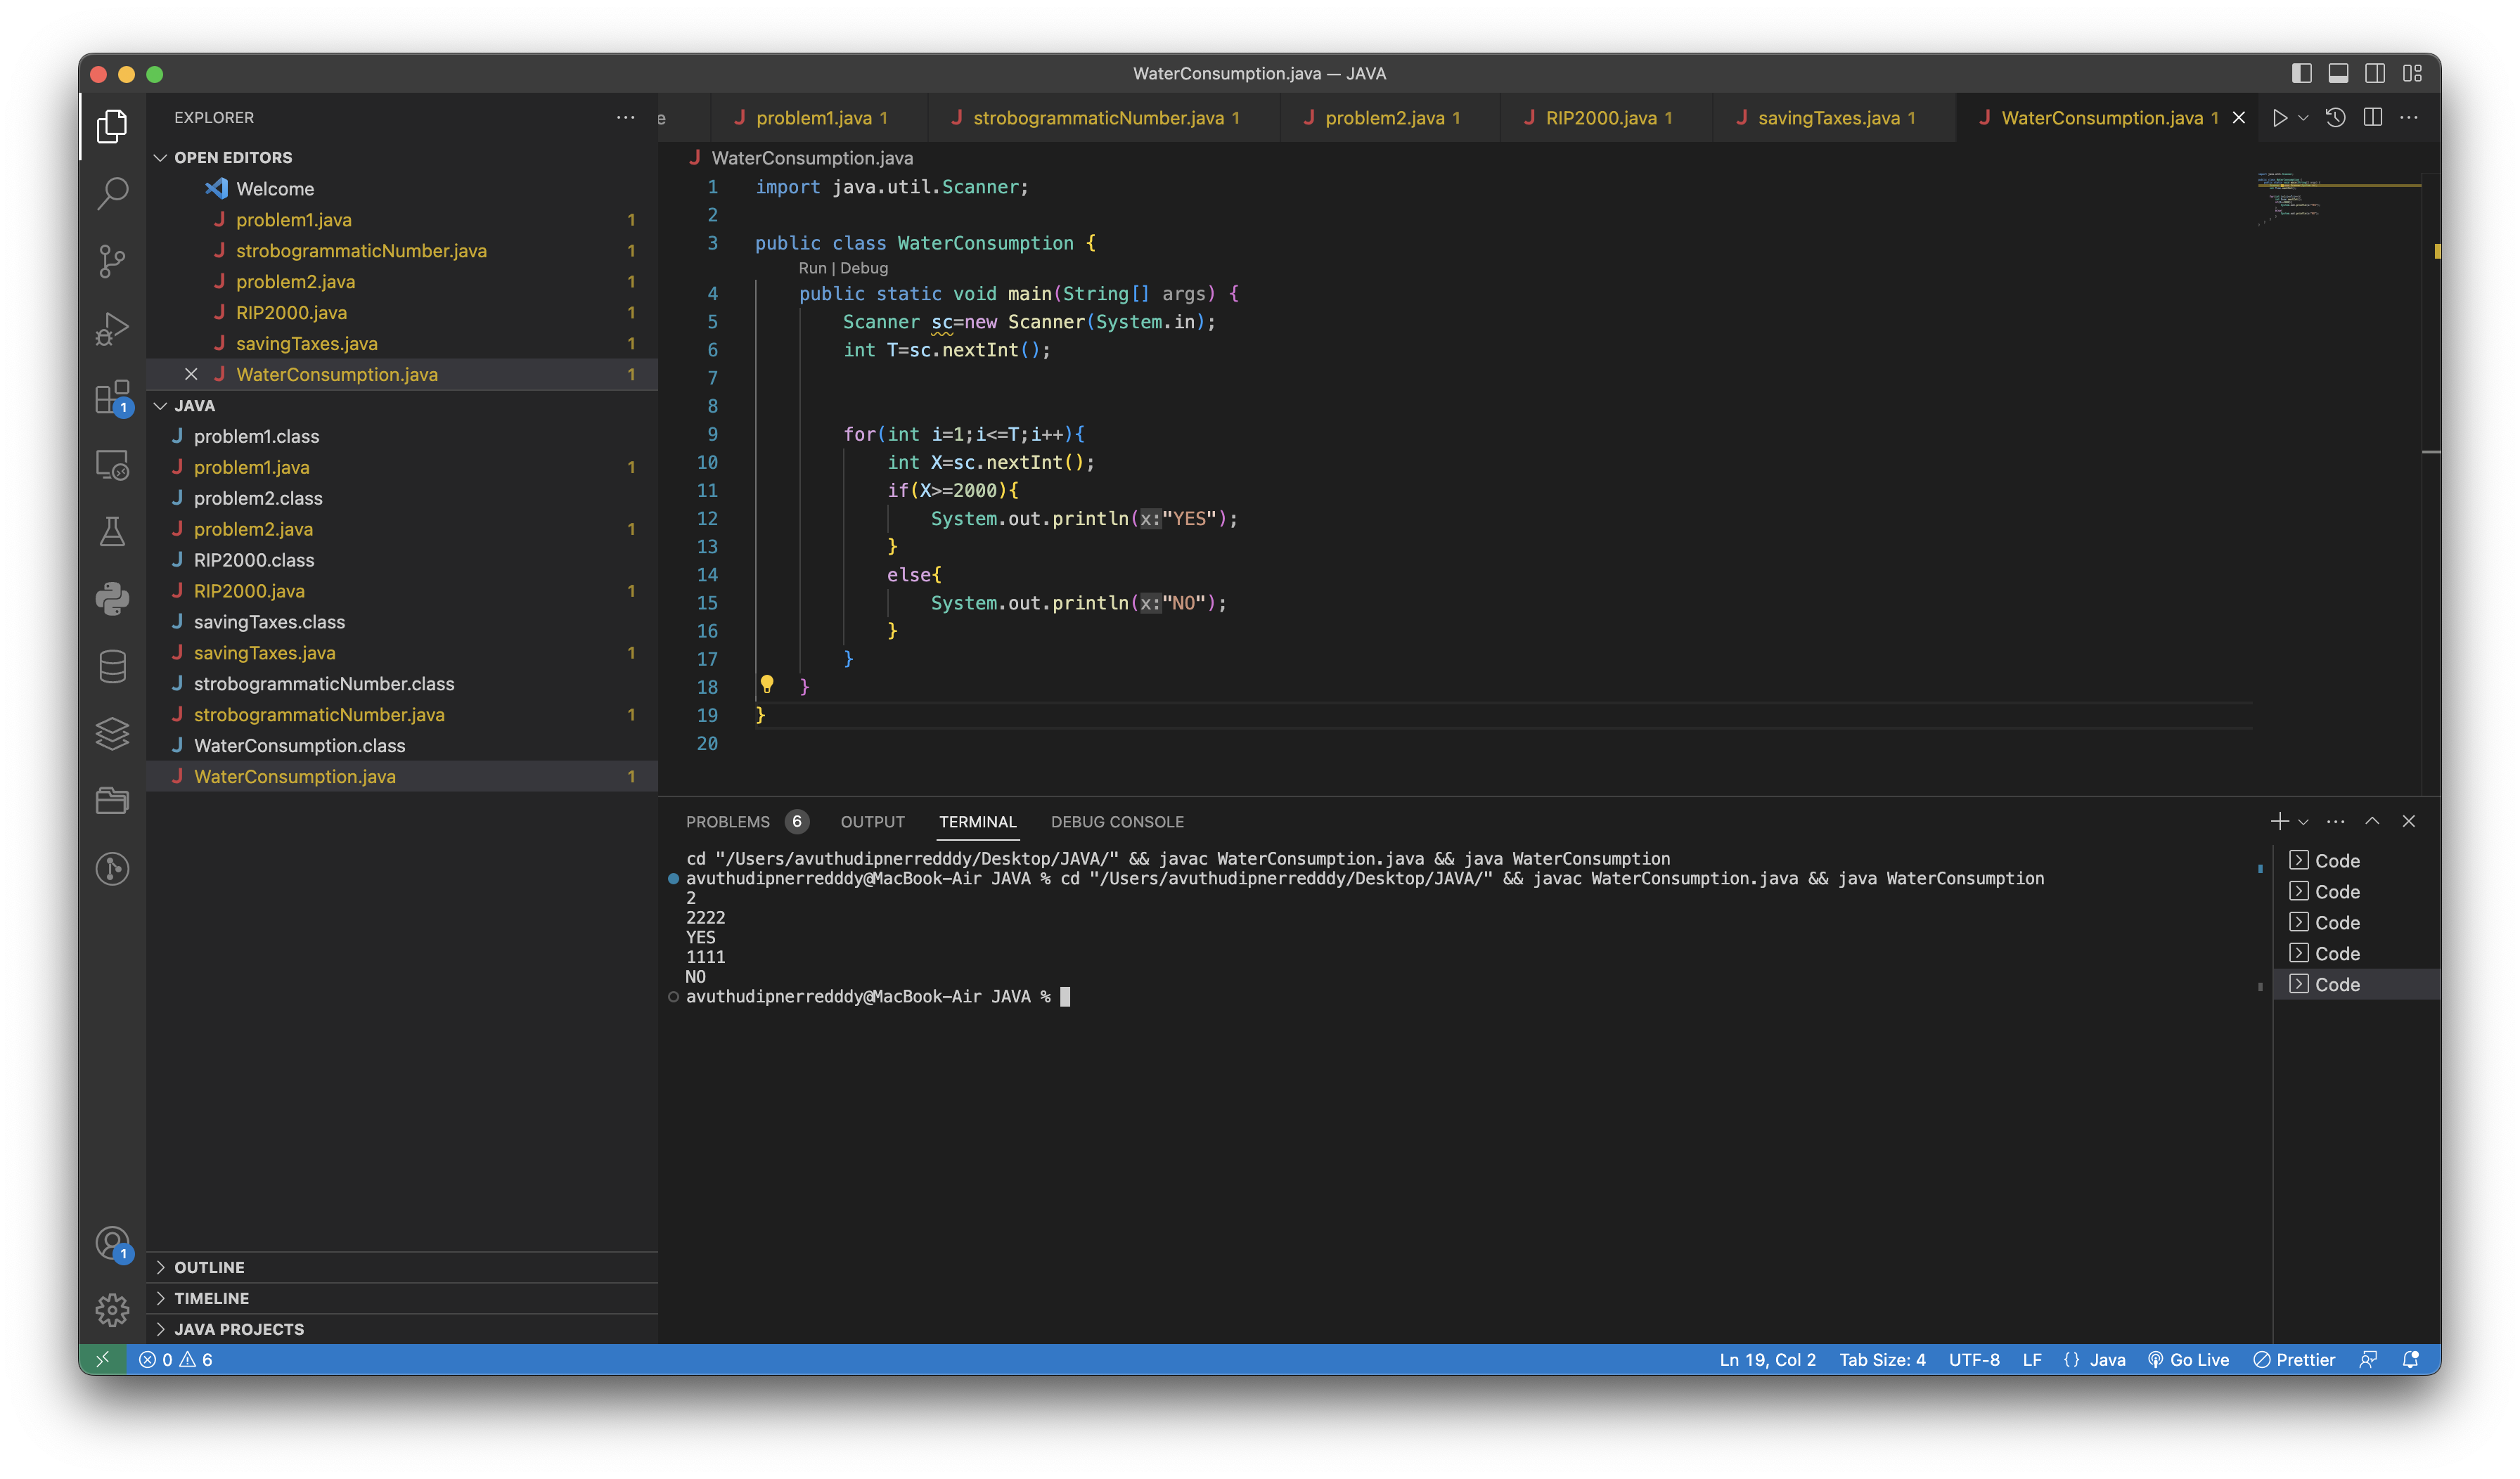 WaterConsumption.java — JAVA
EXPLORER
OPEN EDITORS
Welcome
problem1.java 1
strobogrammaticNumber.java 1
problem2.java 1
RIP2000.java 1
savingTaxes.java 1
WaterConsumption.java 1
JAVA
problem1.class
problem1.java 1
problem2.class
problem2.java 1
RIP2000.class
RIP2000.java 1
savingTaxes.class
savingTaxes.java 1
strobogrammaticNumber.class
strobogrammaticNumber.java 1
WaterConsumption.class
WaterConsumption.java 1
OUTLINE
TIMELINE
JAVA PROJECTS
1
1
e problem1.java 1 strobogrammaticNumber.java 1 problem2.java 1 RIP2000.java 1 savingTaxes.java 1 WaterConsumption.java 1
WaterConsumption.java
1 import java.util.Scanner;
2
3 public class WaterConsumption {
Run | Debug
4 public static void main(String[] args) {
5 Scanner sc=new Scanner(System.in);
6 int T=sc.nextInt();
7
8
9 for(int i=1;i<=T;i++){
10 int X=sc.nextInt();
11 if(X>=2000){
12 System.out.println(x:"YES");
13 }
14 else{
15 System.out.println(x:"NO");
16 }
17 }
18 }
19 }
20
PROBLEMS 6 OUTPUT TERMINAL DEBUG CONSOLE
cd "/Users/avuthudipnerredddy/Desktop/JAVA/" && javac WaterConsumption.java && java WaterConsumption
avuthudipnerredddy@MacBook-Air JAVA % cd "/Users/avuthudipnerredddy/Desktop/JAVA/" && javac WaterConsumption.java && java WaterConsumption
2
2222
YES
1111
NO
avuthudipnerredddy@MacBook-Air JAVA %
Code
Code
Code
Code
Code
0 6 Ln 19, Col 2 Tab Size: 4 UTF-8 LF {} Java Go Live Prettier